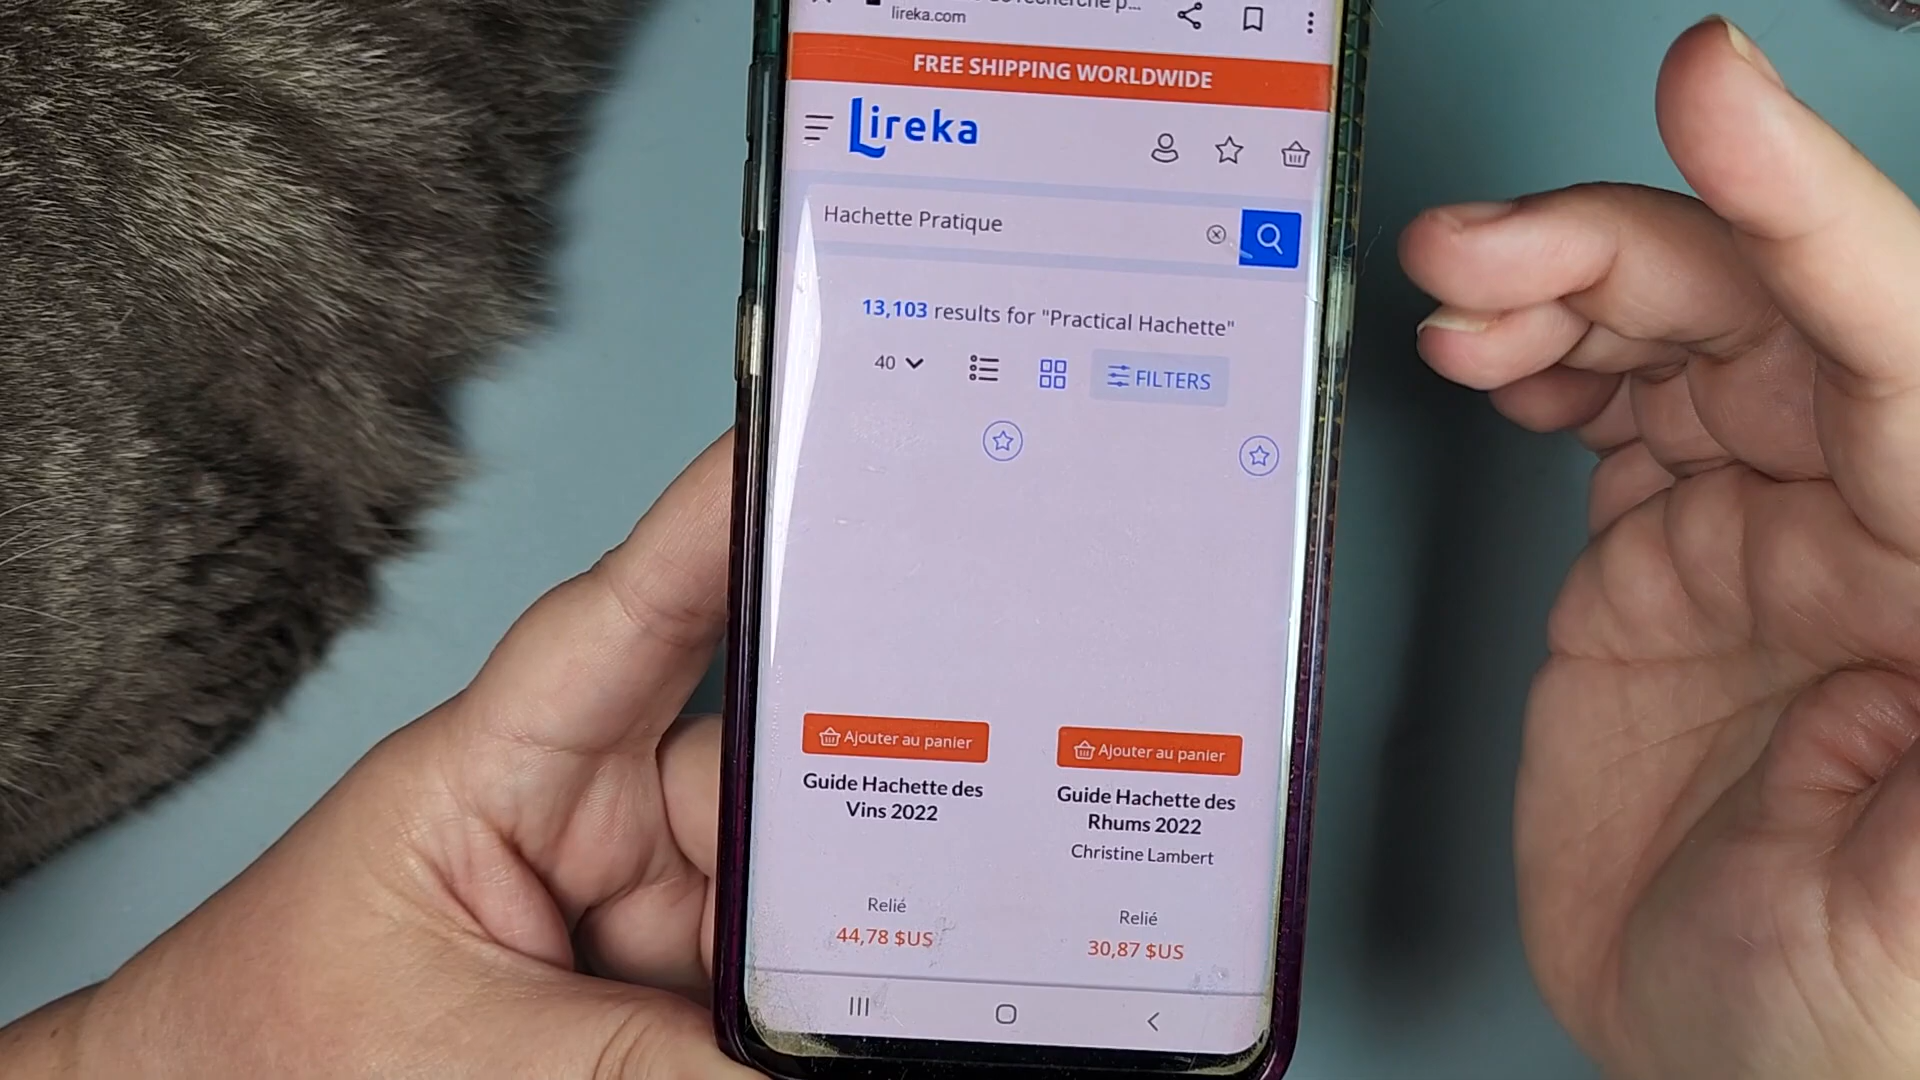 lireka.com
FREE SHIPPING WORLDWIDE
Lireka
Hachette Pratique
13,103 results for "Practical Hachette"
40
FILTERS
Ajouter au panier
Guide Hachette des
Vins 2022
Relié
44,78 $US
Ajouter au panier
Guide Hachette des
Rhums 2022
Christine Lambert
Relié
30,87 $US